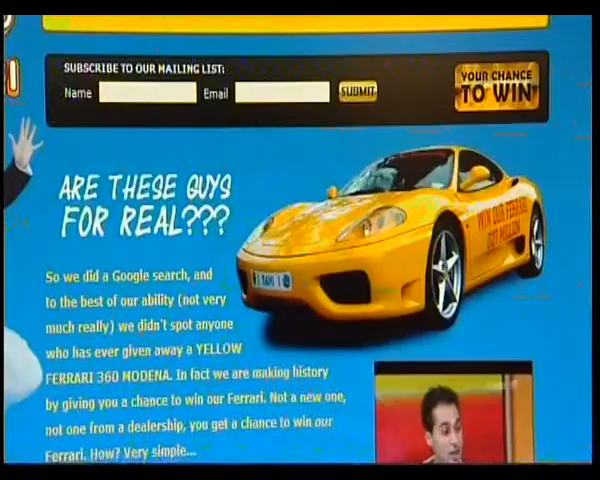 SUBSCRIBE TO OUR MAILING LIST:
Name
Email
SUBMIT
YOUR CHANCE
TO WIN
ARE THESE GUYS
FOR REAL???
WIN OUR FERRARI
So we did a Google search, and
to the best of our ability (not very
much really) we didn't spot anyone
who has ever given away a YELLOW
FERRARI 360 MODENA. In fact we are making history
by giving you a chance to win our Ferrari. Not a new one,
not one from a dealership, you get a chance to win our
Ferrari. How? Very simple...